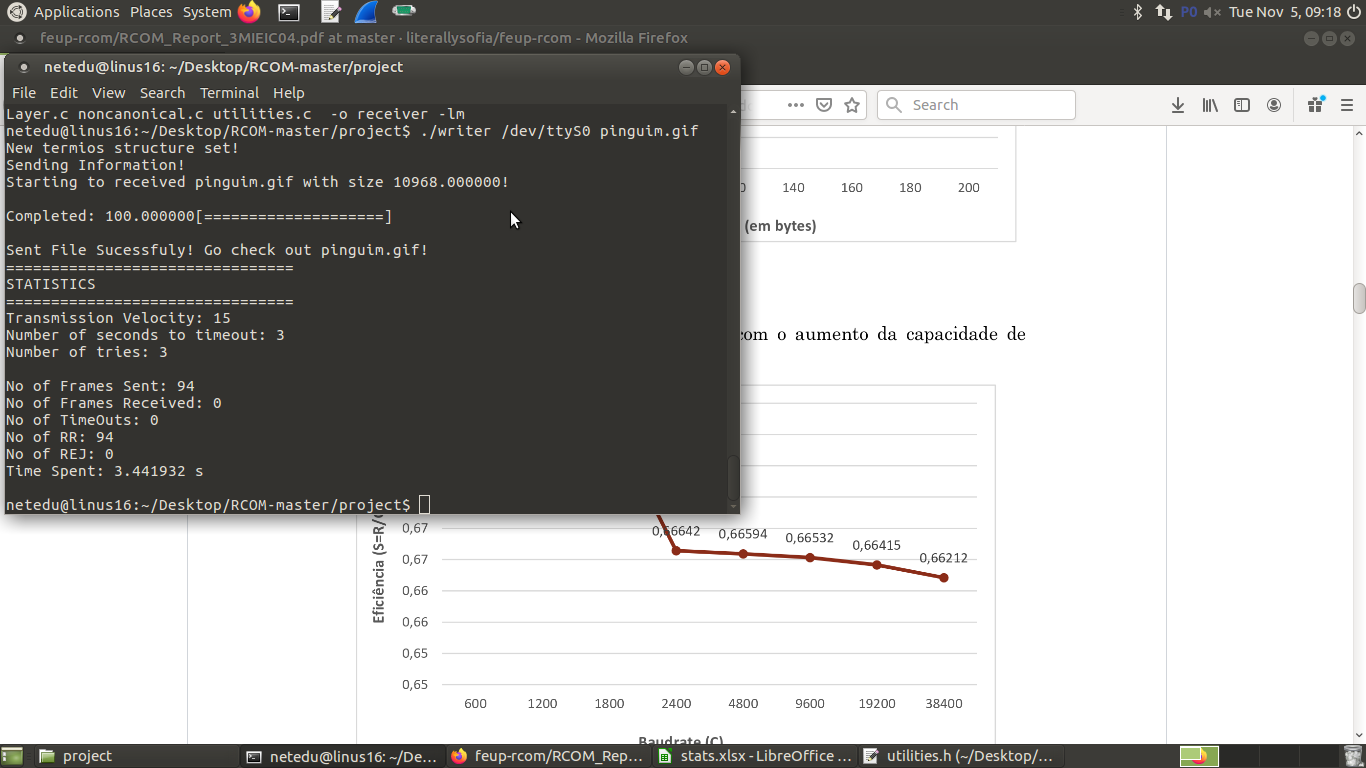 Applications Places System
P0 Tue Nov 5, 09:18
feup-rcom/RCOM_Report_3MIEIC04.pdf at master · literallysofia/feup-rcom - Mozilla Firefox
netedu@linus16: ~/Desktop/RCOM-master/project
File Edit View Search Terminal Help
Layer.c noncanonical.c utilities.c  -o receiver -lm
netedu@linus16:~/Desktop/RCOM-master/project$ ./writer /dev/ttyS0 pinguim.gif
New termios structure set!
Sending Information!
Starting to received pinguim.gif with size 10968.000000!
Completed: 100.000000[====================]
Sent File Sucessfuly! Go check out pinguim.gif!
================================
STATISTICS
================================
Transmission Velocity: 15
Number of seconds to timeout: 3
Number of tries: 3
No of Frames Sent: 94
No of Frames Received: 0
No of TimeOuts: 0
No of RR: 94
No of REJ: 0
Time Spent: 3.441932 s
netedu@linus16:~/Desktop/RCOM-master/project$
Search
140 160 180 200
(em bytes)
com o aumento da capacidade de
Eficiência (S=R/
0,67
0,67
0,66
0,66
0,65
0,65
0,66642 0,66594 0,66532 0,66415 0,66212
600 1200 1800 2400 4800 9600 19200 38400
Baudrate (C)
project
netedu@linus16: ~/De...
feup-rcom/RCOM_Rep...
stats.xlsx - LibreOffice ...
utilities.h (~/Desktop/...